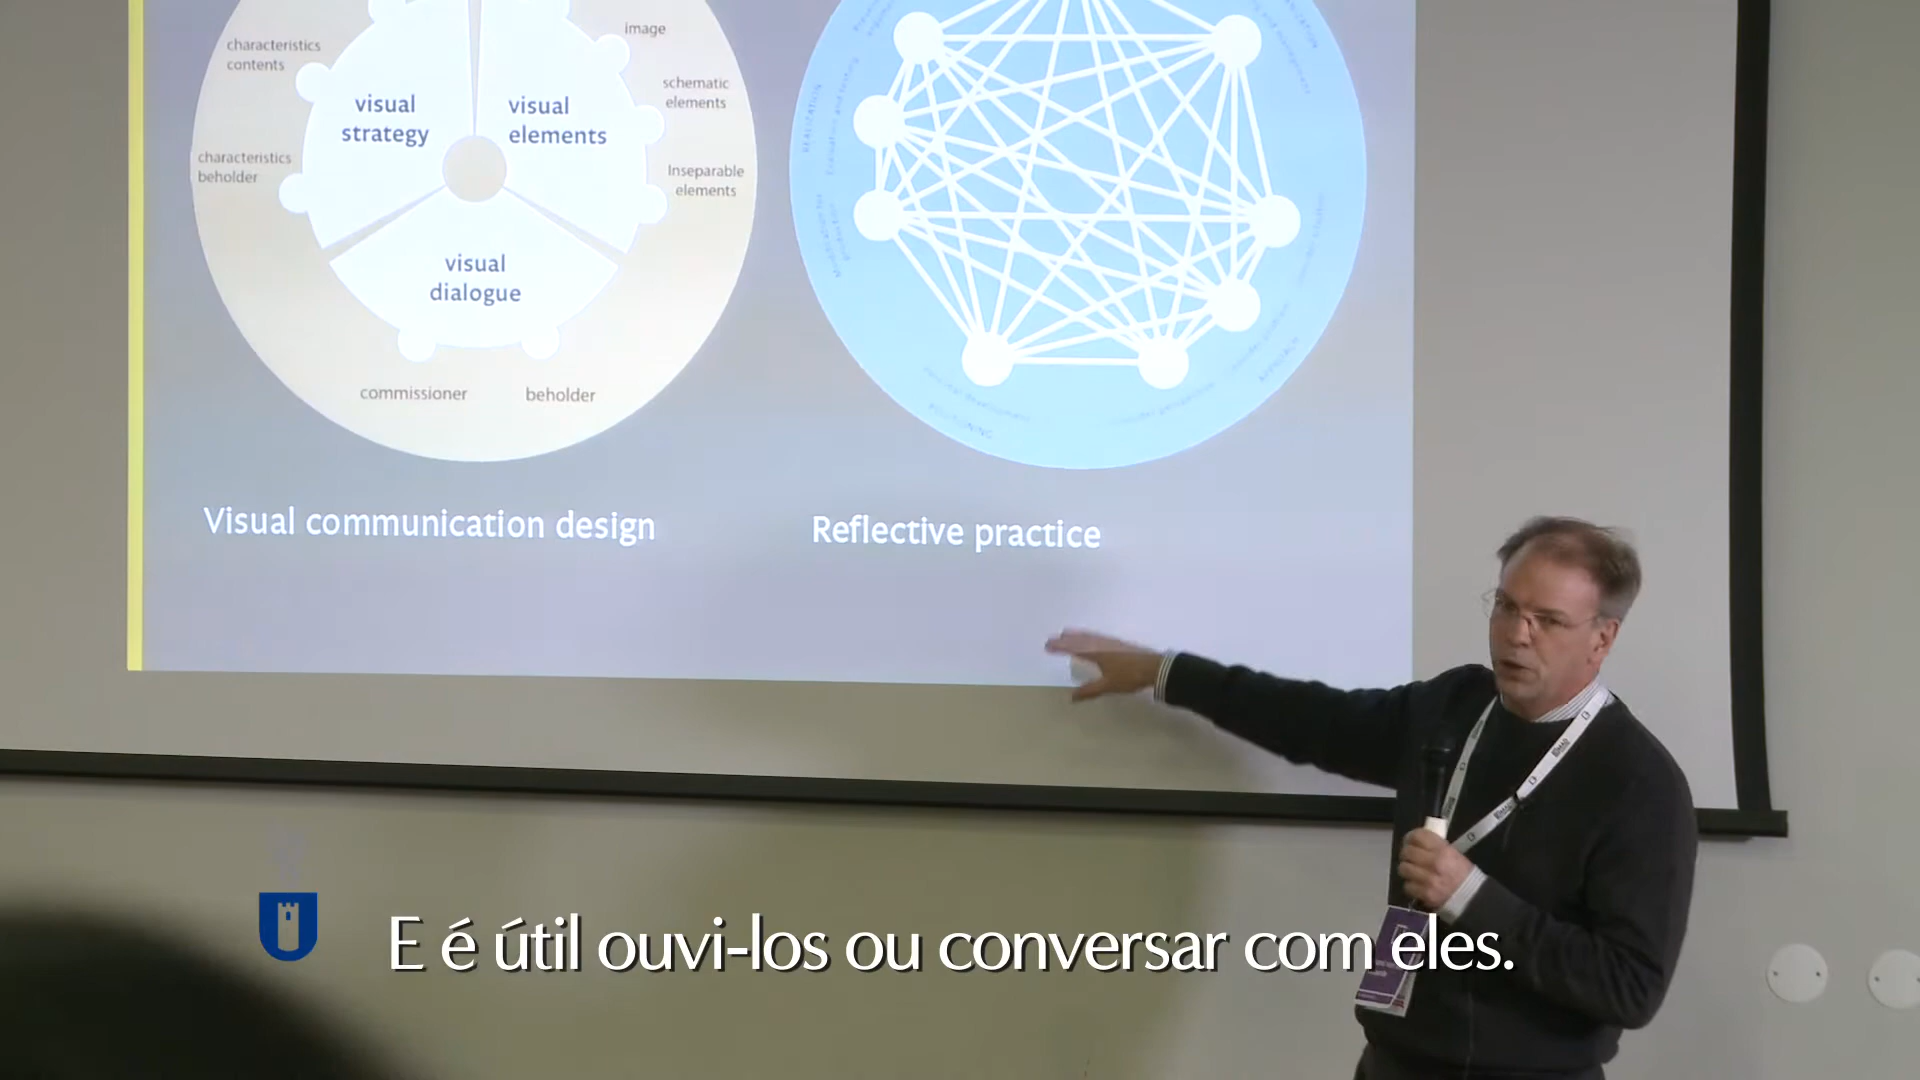 characteristics
contents
image
schematic
elements
visual
strategy
visual
elements
characteristics
beholder
Inseparable
elements
visual
dialogue
commissioner
beholder
REALIZATION
Visual communication design
Reflective practice
E é útil ouvi-los ou conversar com eles.